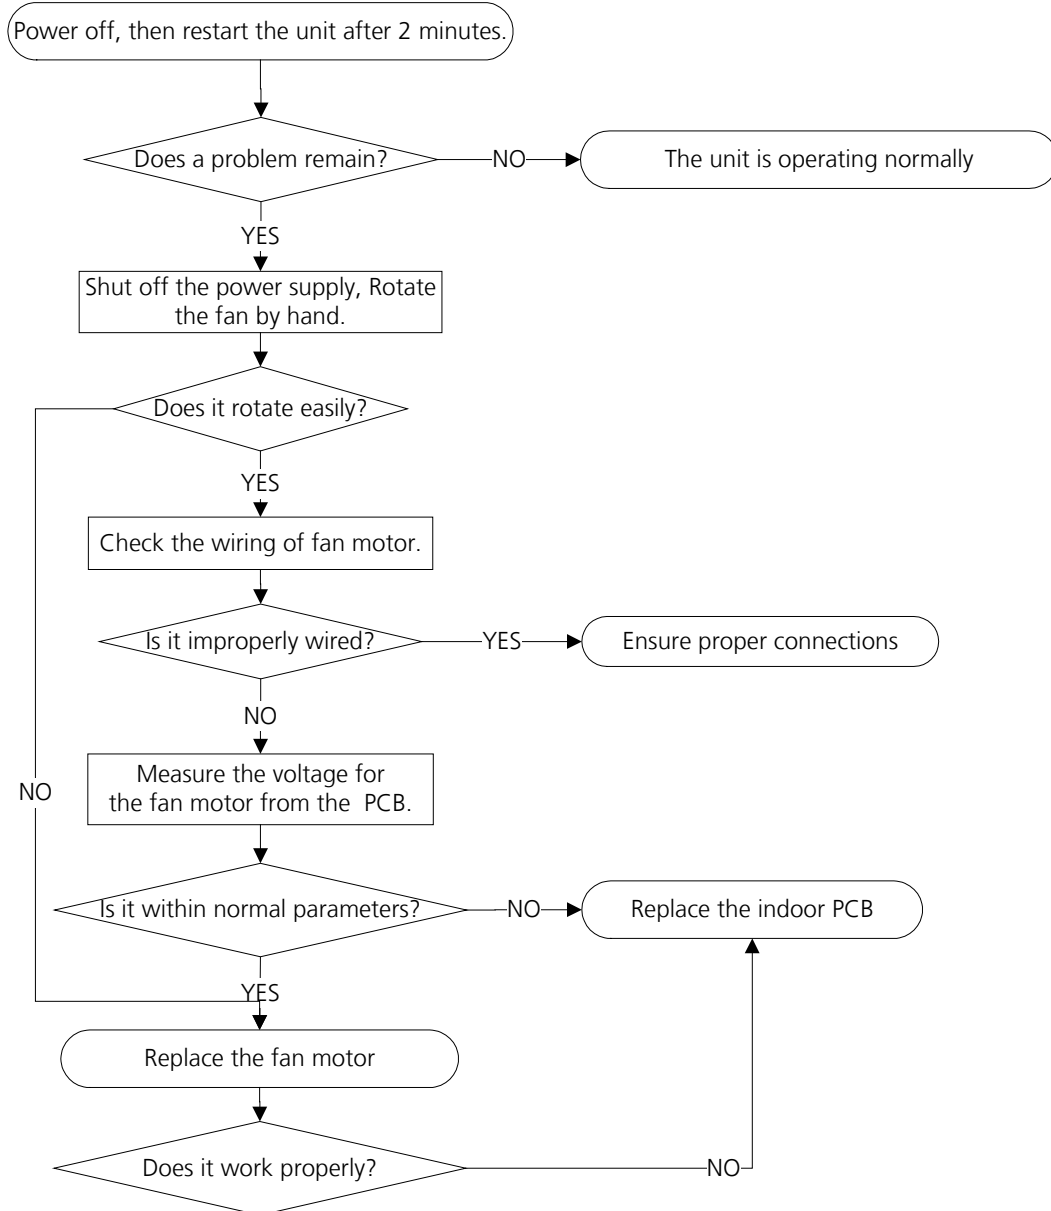 Power off, then restart the unit after 2 minutes.
Does a problem remain?
NO
The unit is operating normally
YES
Shut off the power supply, Rotate
the fan by hand.
Does it rotate easily?
YES
Check the wiring of fan motor.
Is it improperly wired?
YES
Ensure proper connections
NO
Measure the voltage for
the fan motor from the PCB.
NO
Is it within normal parameters?
NO
Replace the indoor PCB
YES
Replace the fan motor
Does it work properly?
NO